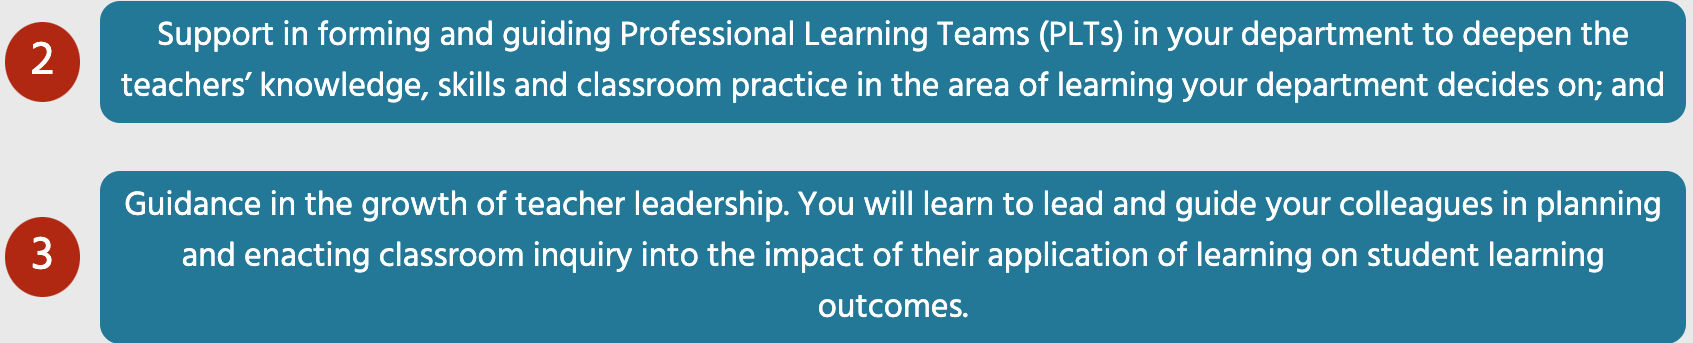 2
Support in forming and guiding Professional Learning Teams (PLTs) in your department to deepen the
teachers’ knowledge, skills and classroom practice in the area of learning your department decides on; and
3
Guidance in the growth of teacher leadership. You will learn to lead and guide your colleagues in planning
and enacting classroom inquiry into the impact of their application of learning on student learning
outcomes.